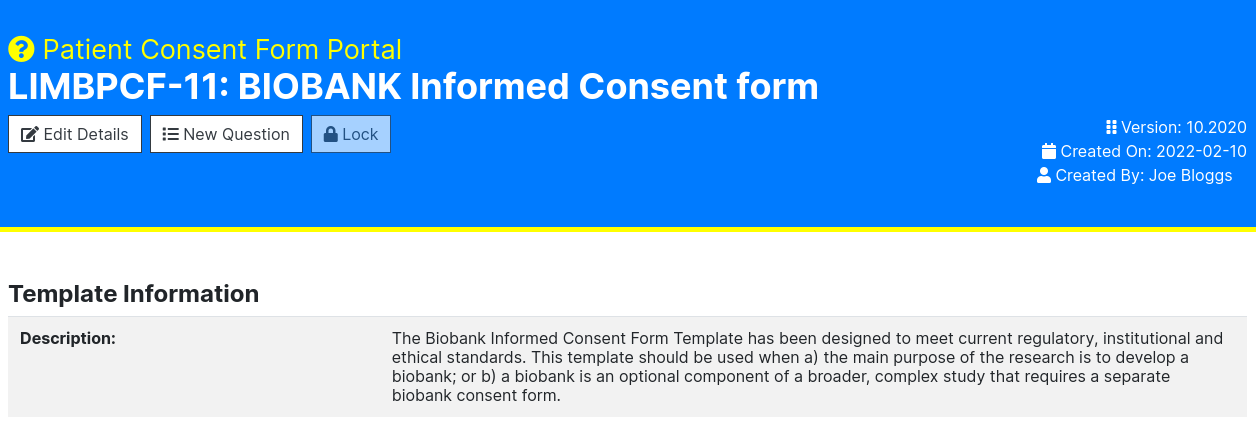 Patient Consent Form Portal
LIMBPCF-11: BIOBANK Informed Consent form
Edit Details
New Question
Lock
Version: 10.2020
Created On: 2022-02-10
Created By: Joe Bloggs
Template Information
Description:
The Biobank Informed Consent Form Template has been designed to meet current regulatory, institutional and
ethical standards. This template should be used when a) the main purpose of the research is to develop a
biobank; or b) a biobank is an optional component of a broader, complex study that requires a separate
biobank consent form.